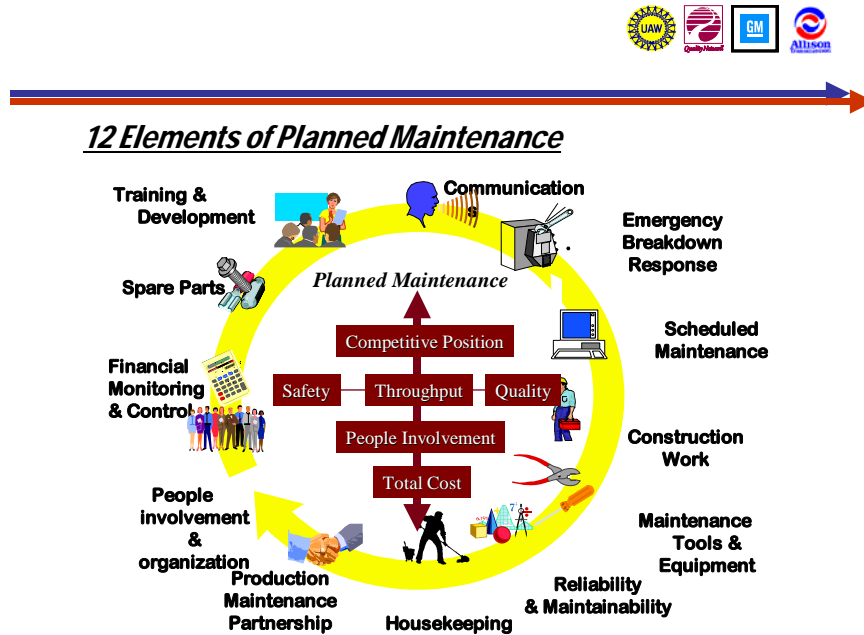 UAW
Quality Network
GM
Allison
12 Elements of Planned Maintenance
Training &
Development
Communication
Emergency
Breakdown
Response
Spare Parts
Planned Maintenance
Scheduled
Maintenance
Competitive Position
Financial
Monitoring
& Control
Safety
Throughput
Quality
People Involvement
Construction
Work
Total Cost
People
involvement
&
organization
Maintenance
Tools &
Equipment
Production
Maintenance
Partnership
Housekeeping
Reliability
& Maintainability